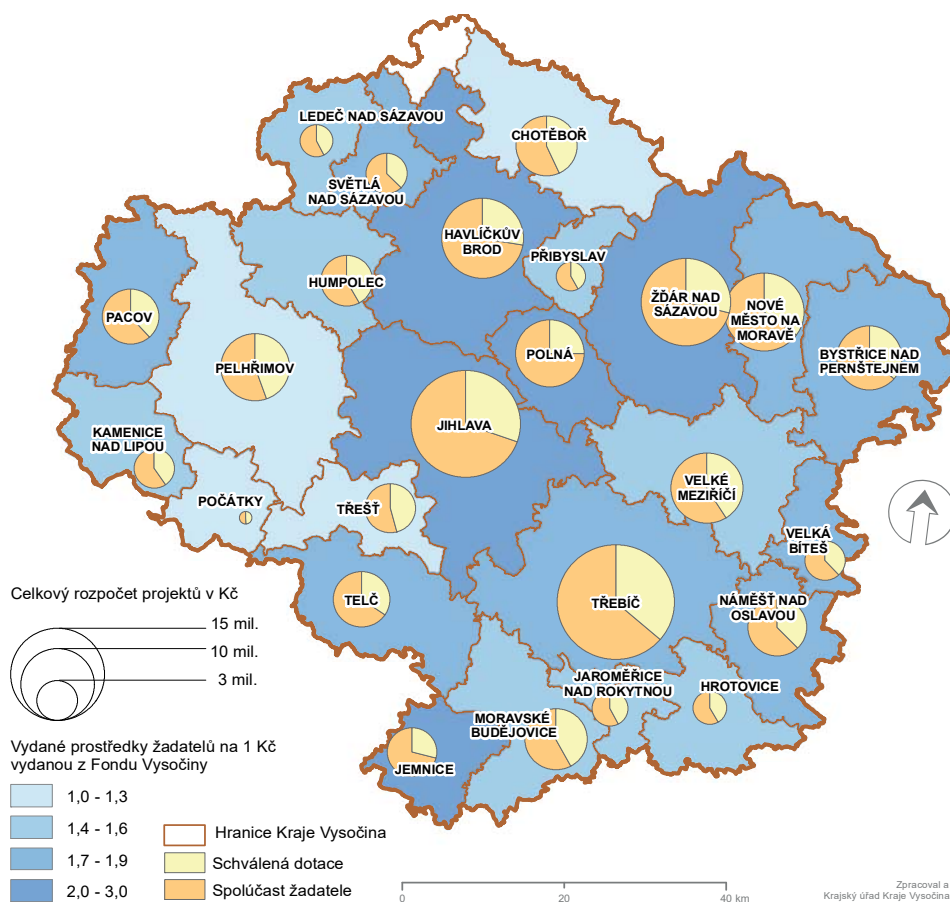 LEDEČ NAD SÁZAVOU
CHOTĚBOŘ
SVĚTLÁ
NAD SÁZAVOU
HAVLÍČKŮV
BROD
PŘIBYSLAV
HUMPOLEC
ŽĎÁR NAD
SÁZAVOU
NOVÉ
MĚSTO NA
MORAVĚ
PACOV
POLNÁ
BYSTŘICE NAD
PERNŠTEJNEM
PELHŘIMOV
JIHLAVA
KAMENICE
NAD LIPOU
VELKÉ
MEZIŘÍČÍ
POČÁTKY
TŘEŠŤ
VELKÁ
BÍTEŠ
TELČ
TŘEBÍČ
NÁMĚŠŤ NAD
OSLAVOU
JAROMĚŘICE
NAD ROKYTNOU
HROTOVICE
MORAVSKÉ
BUDĚJOVICE
JEMNICE
Celkový rozpočet projektů v Kč
15 mil.
10 mil.
3 mil.
Vydané prostředky žadatelů na 1 Kč
vydanou z Fondu Vysočiny
1,0 - 1,3
1,4 - 1,6
1,7 - 1,9
2,0 - 3,0
Hranice Kraje Vysočina
Schválená dotace
Spolúčast žadatele
0 20 40 km
Zpracoval a
Krajský úřad Kraje Vysočina